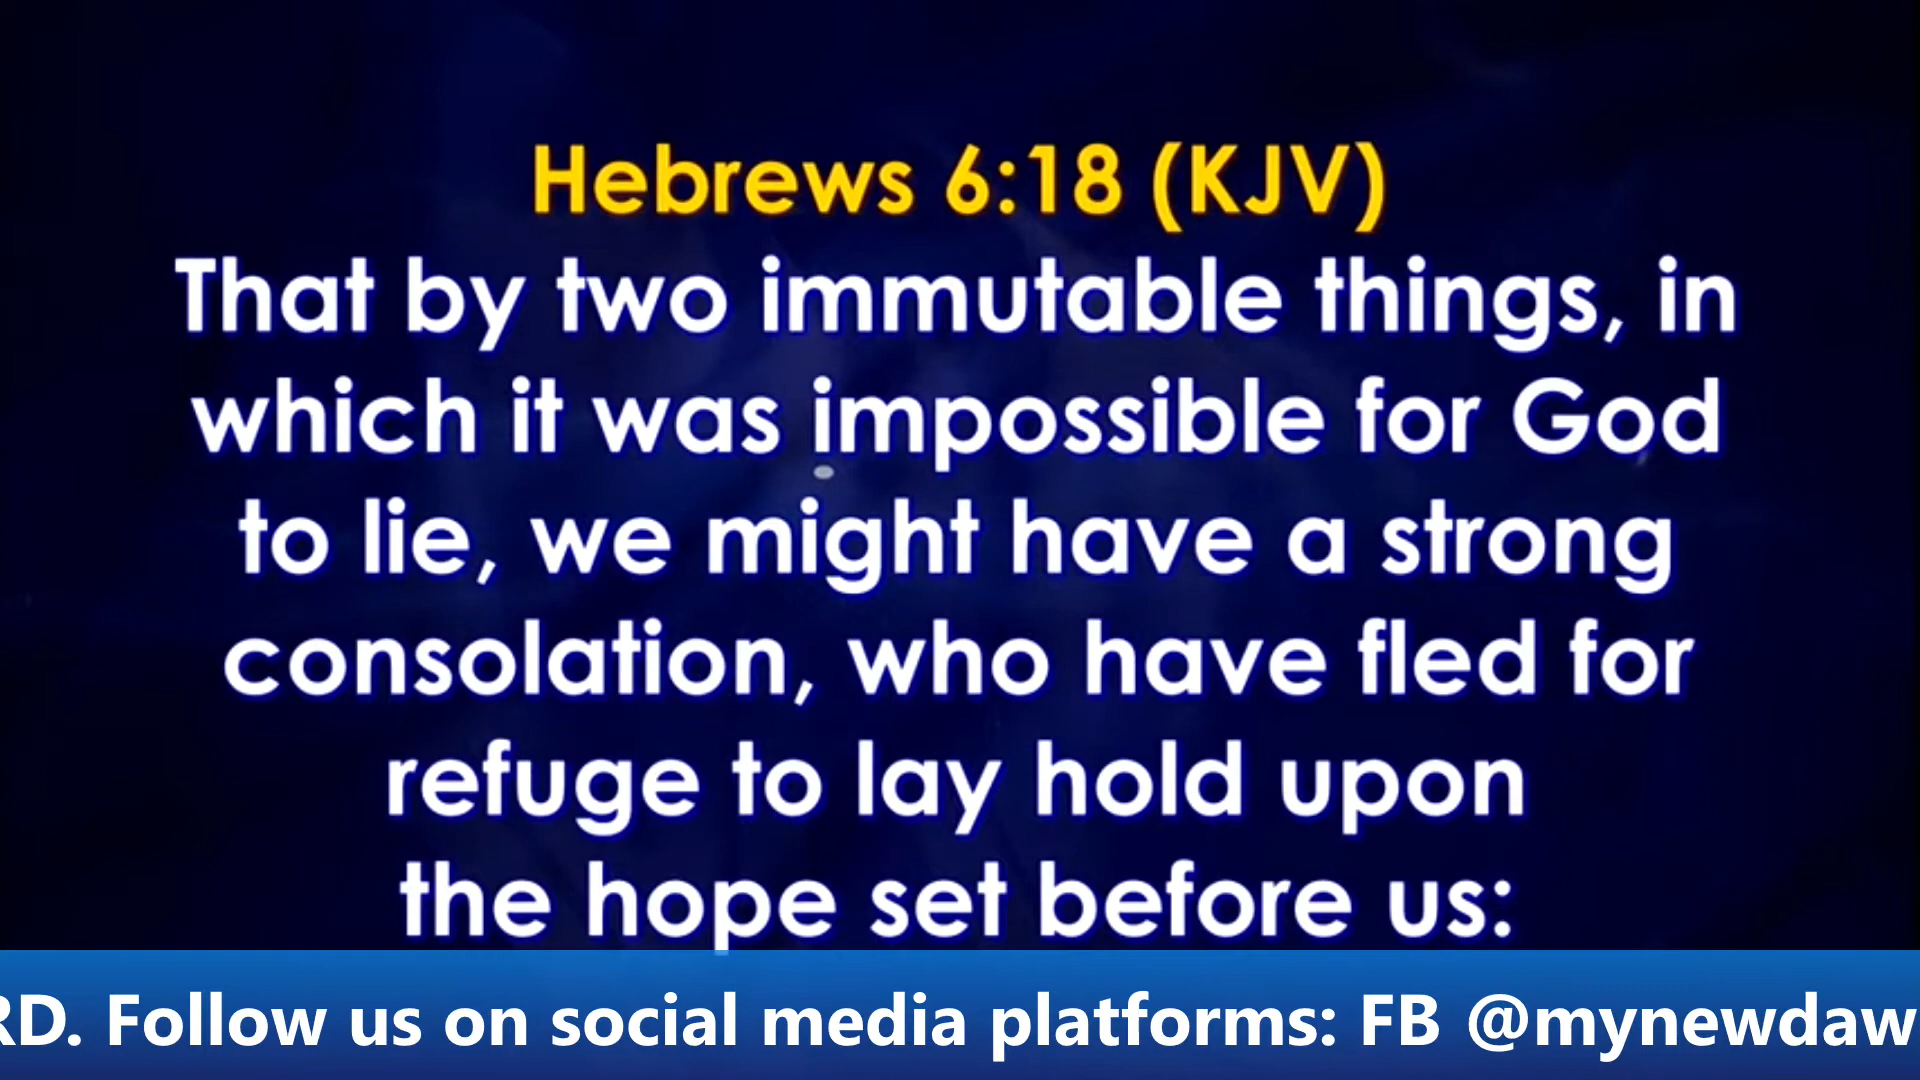 Hebrews 6:18 (KJV)
That by two immutable things, in
which it was impossible for God
to lie, we might have a strong
consolation, who have fled for
refuge to lay hold upon
the hope set before us:
RD. Follow us on social media platforms: FB @mynewdaw